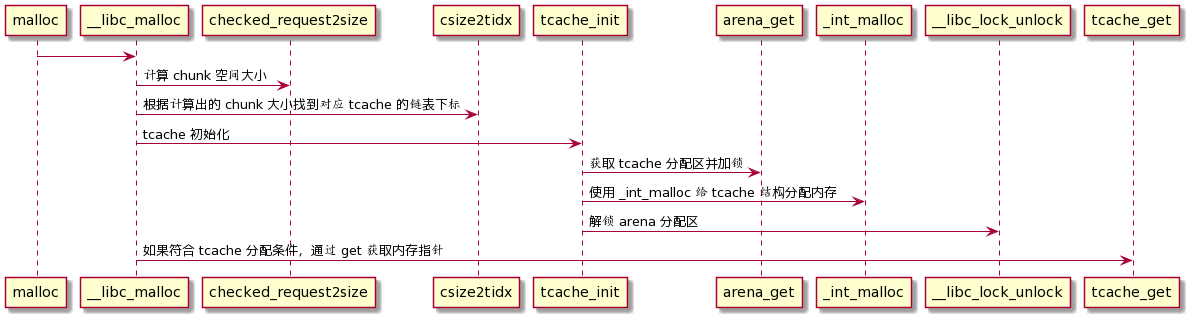 malloc __libc_malloc checked_request2size csize2tidx tcache_init arena_get _int_malloc __libc_lock_unlock tcache_get
计算 chunk 空间大小
根据计算出的 chunk 大小找到对应 tcache 的链表下标
tcache 初始化
获取 tcache 分配区并加锁
使用 _int_malloc 给 tcache 结构分配内存
解锁 arena 分配区
如果符合 tcache 分配条件，通过 get 获取内存指针
malloc __libc_malloc checked_request2size csize2tidx tcache_init arena_get _int_malloc __libc_lock_unlock tcache_get